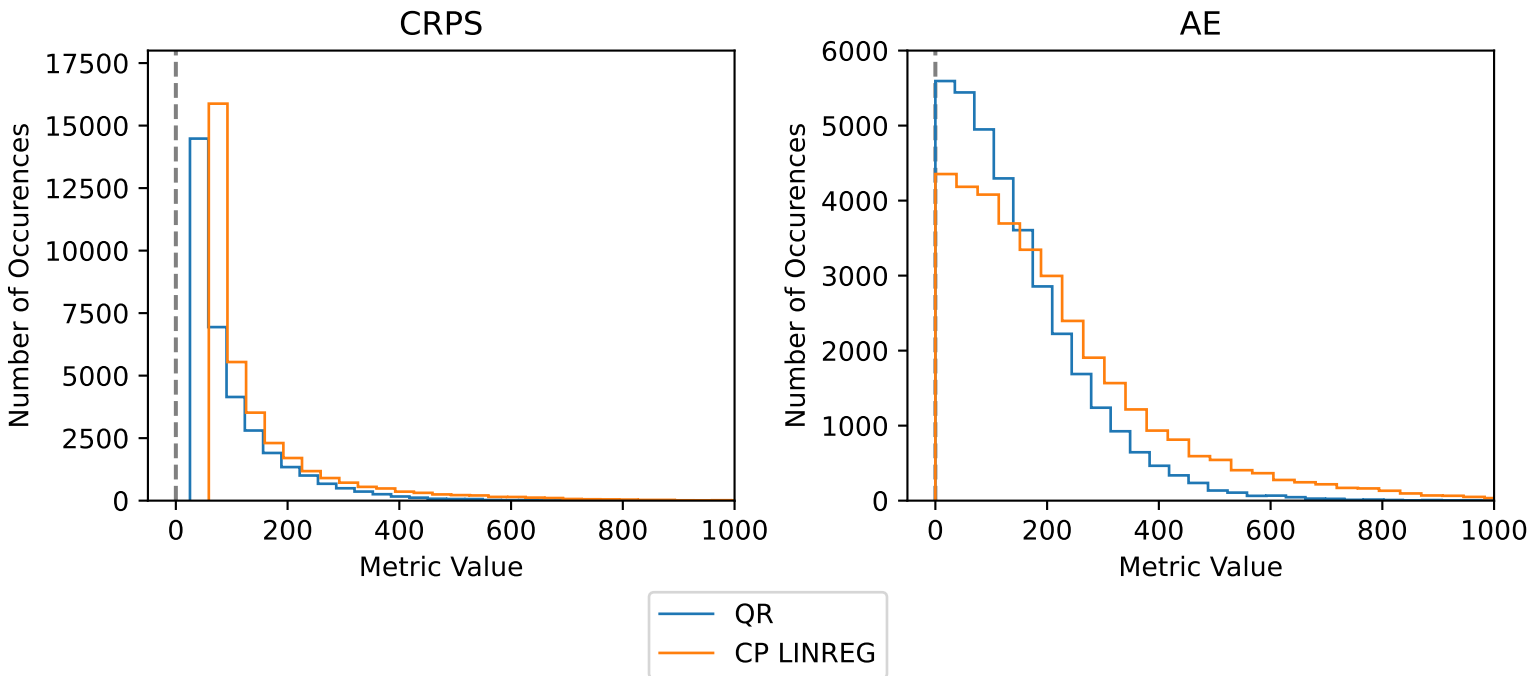 CRPS
17500
15000
12500
10000
7500
5000
2500
0
Number of Occurences
0 200 400 600 800 1000
Metric Value
AE
6000
5000
4000
3000
2000
1000
0
Number of Occurences
0 200 400 600 800 1000
Metric Value
QR
CP LINREG